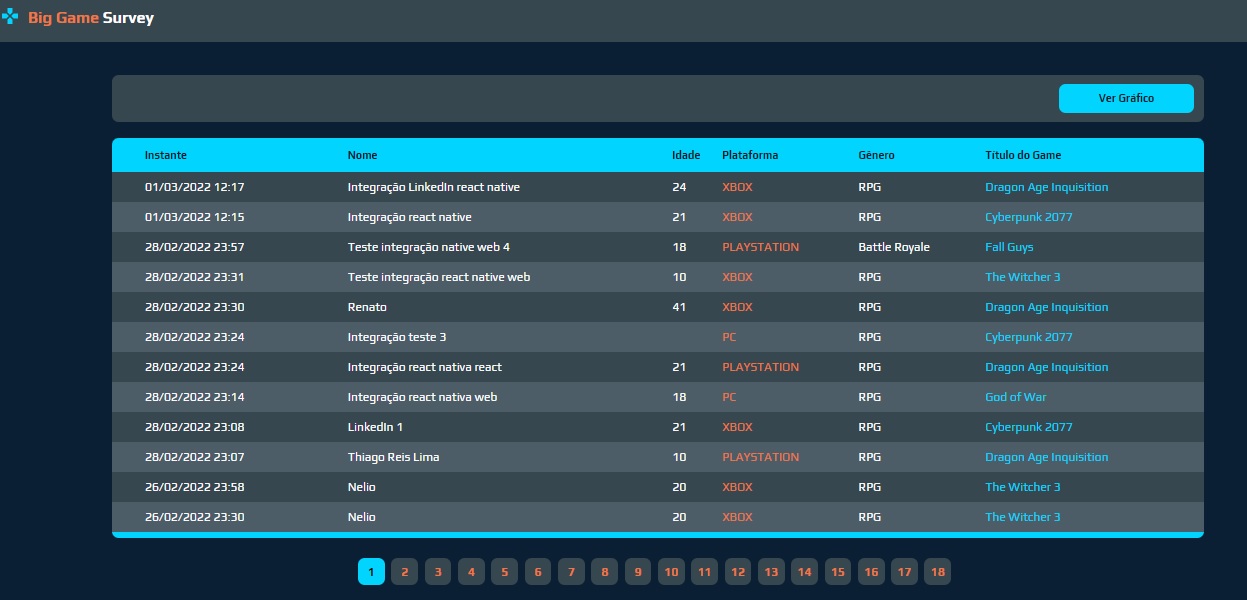 Big Game Survey
Ver Gráfico
Instante Nome Idade Plataforma Gênero Título do Game
01/03/2022 12:17 Integração LinkedIn react native 24 XBOX RPG Dragon Age Inquisition
01/03/2022 12:15 Integração react native 21 XBOX RPG Cyberpunk 2077
28/02/2022 23:57 Teste integração native web 4 18 PLAYSTATION Battle Royale Fall Guys
28/02/2022 23:31 Teste integração react native web 10 XBOX RPG The Witcher 3
28/02/2022 23:30 Renato 41 XBOX RPG Dragon Age Inquisition
28/02/2022 23:24 Integração teste 3 PC RPG Cyberpunk 2077
28/02/2022 23:24 Integração react nativa react 21 PLAYSTATION RPG Dragon Age Inquisition
28/02/2022 23:14 Integração react nativa web 18 PC RPG God of War
28/02/2022 23:08 LinkedIn 1 21 XBOX RPG Cyberpunk 2077
28/02/2022 23:07 Thiago Reis Lima 10 PLAYSTATION RPG Dragon Age Inquisition
26/02/2022 23:58 Nelio 20 XBOX RPG The Witcher 3
26/02/2022 23:30 Nelio 20 XBOX RPG The Witcher 3
1 2 3 4 5 6 7 8 9 10 11 12 13 14 15 16 17 18